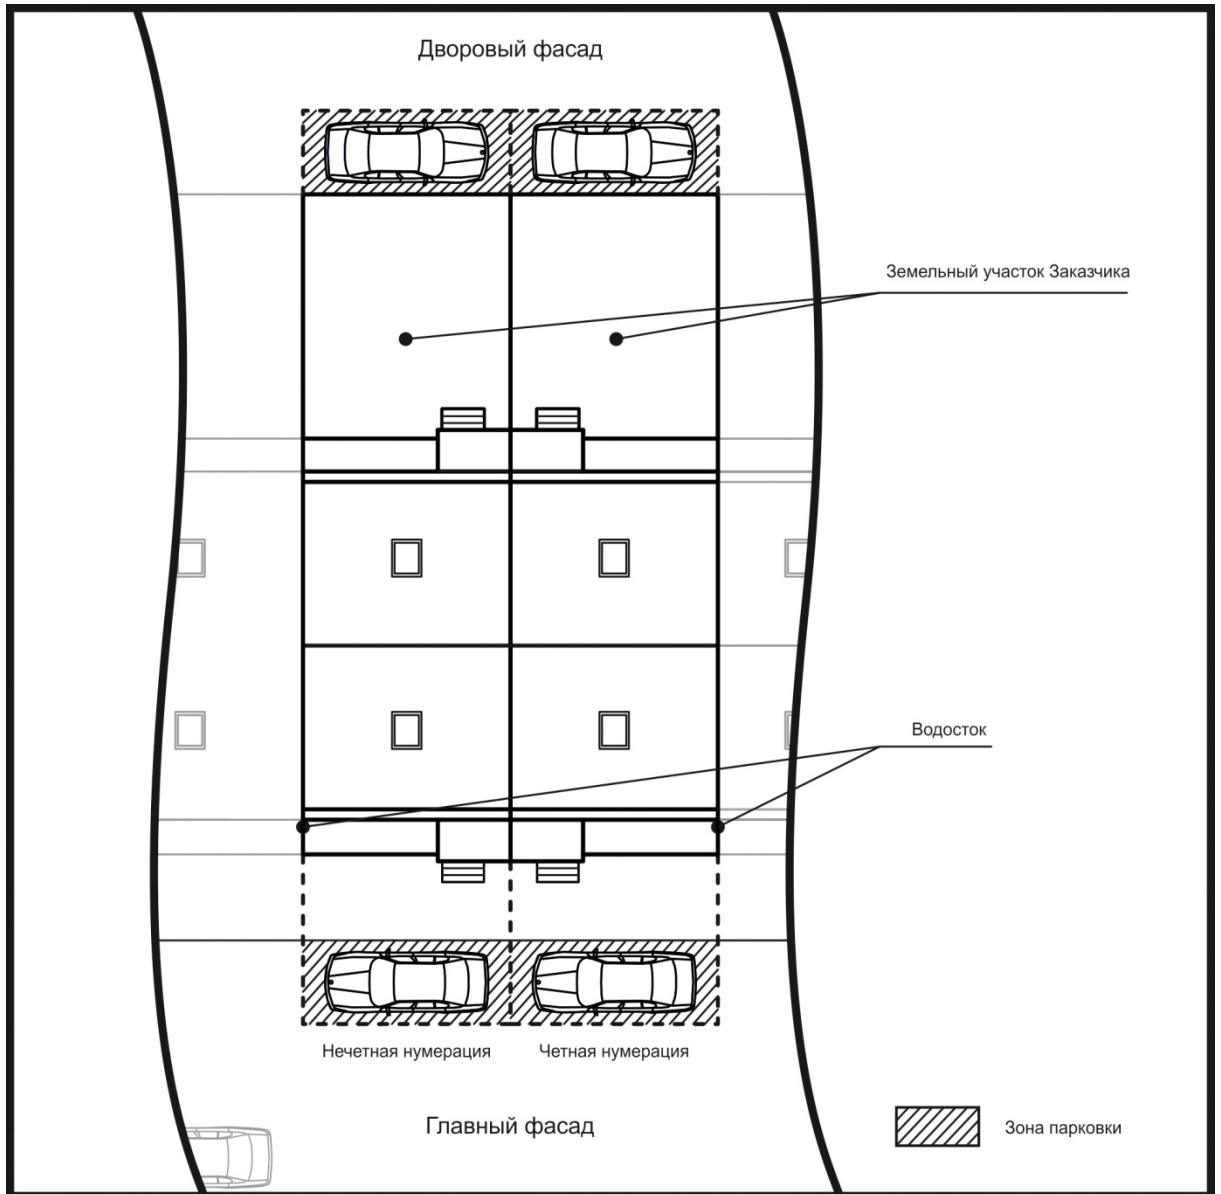 Дворовый фасад
Земельный участок Заказчика
Водосток
Нечетная нумерация
Четная нумерация
Главный фасад
Зона парковки